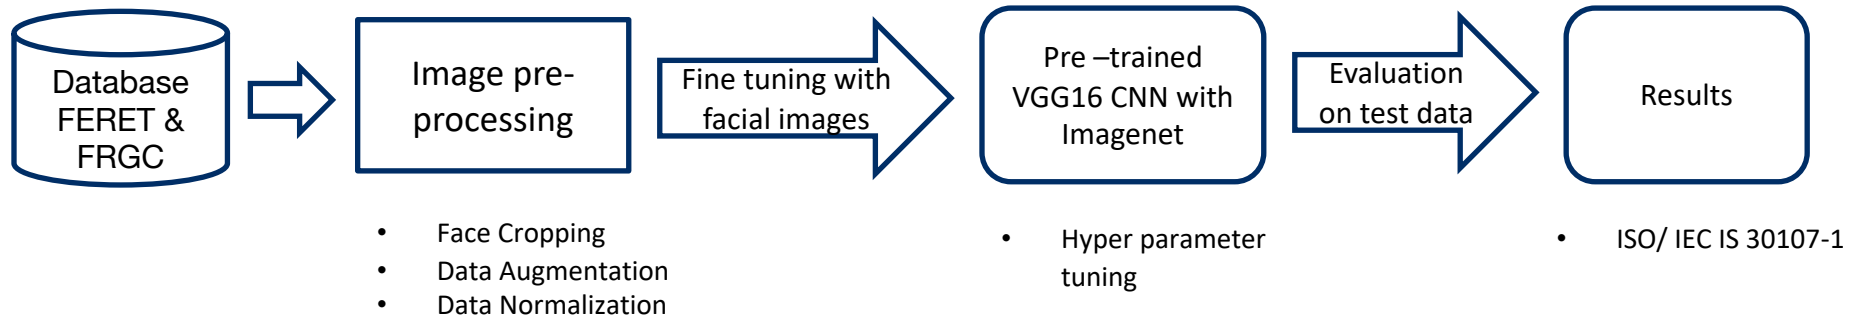 Database
FERET &
FRGC
Image pre-
processing
Fine tuning with
facial images
Pre –trained
VGG16 CNN with
Imagenet
Evaluation
on test data
Results
• Face Cropping
• Data Augmentation
• Data Normalization
• Hyper parameter
tuning
• ISO/ IEC IS 30107-1